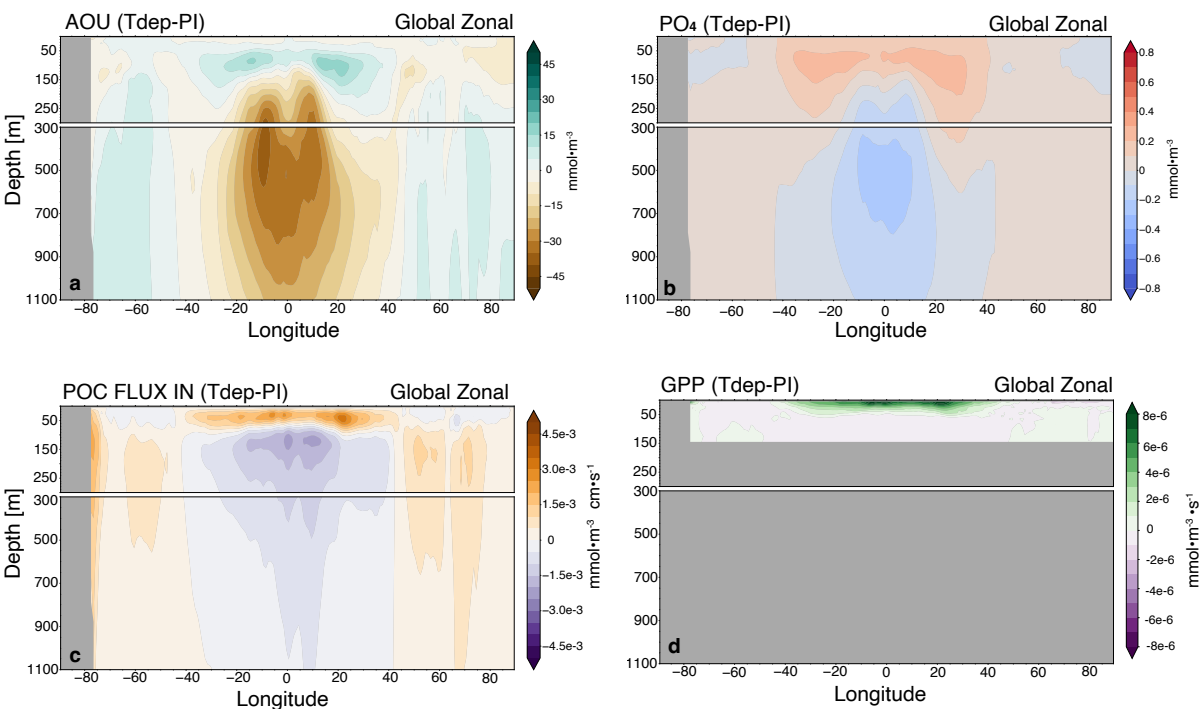 AOU (Tdep-PI) Global Zonal
50
150
250
300
500
700
900
1100
Depth [m]
a
−80 −60 −40 −20 0 20 40 60 80
Longitude
45
30
15
0
−15
−30
−45
mmol•m-3
PO4 (Tdep-PI) Global Zonal
50
150
250
300
500
700
900
1100
b
−80 −60 −40 −20 0 20 40 60 80
Longitude
0.8
0.6
0.4
0.2
0
−0.2
−0.4
−0.6
−0.8
mmol•m-3
POC FLUX IN (Tdep-PI) Global Zonal
50
150
250
300
500
700
900
1100
Depth [m]
c
−80 −60 −40 −20 0 20 40 60 80
Longitude
4.5e-3
3.0e-3
1.5e-3
0
−1.5e-3
−3.0e-3
−4.5e-3
mmol•m-3 cm•s-1
GPP (Tdep-PI) Global Zonal
50
150
250
300
500
700
900
1100
d
−80 −60 −40 −20 0 20 40 60 80
Longitude
8e-6
6e-6
4e-6
2e-6
0
-2e-6
-4e-6
-6e-6
-8e-6
mmol•m-3 •s-1